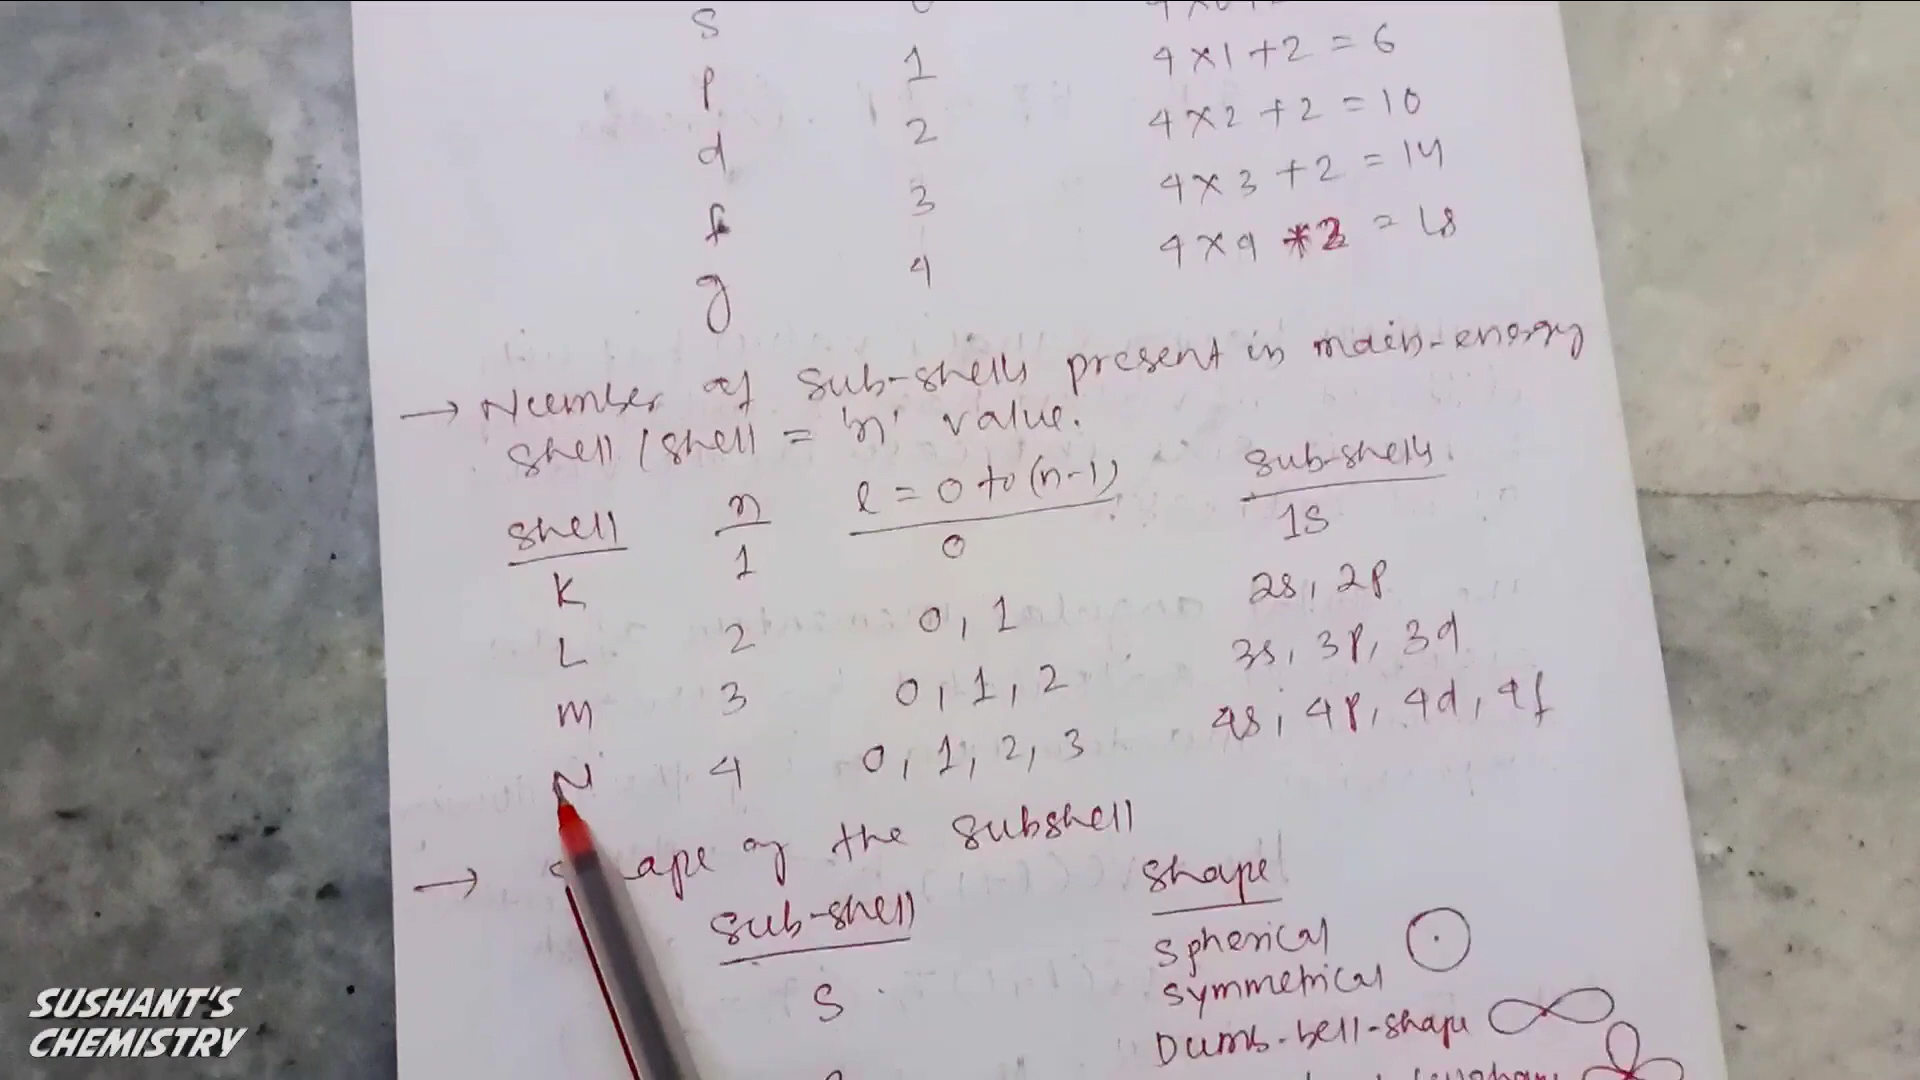 s
p 1 4×1+2 = 6
d 2 4×2+2 = 10
f 3 4×3+2 = 14
g 4 4×4 +2 = 18
→ Number of sub-shells present in main-energy
shell / shell = 'n' value.
shell n l = 0 to (n-1) sub-shells
K 1 0 1s
L 2 0, 1 2s, 2p
M 3 0, 1, 2 3s, 3p, 3d
N 4 0, 1, 2, 3 4s, 4p, 4d, 4f
→ ape of the subshell
sub-shell shape
s spherical
symmetrical
Dumb-bell-shape
SUSHANT'S
CHEMISTRY